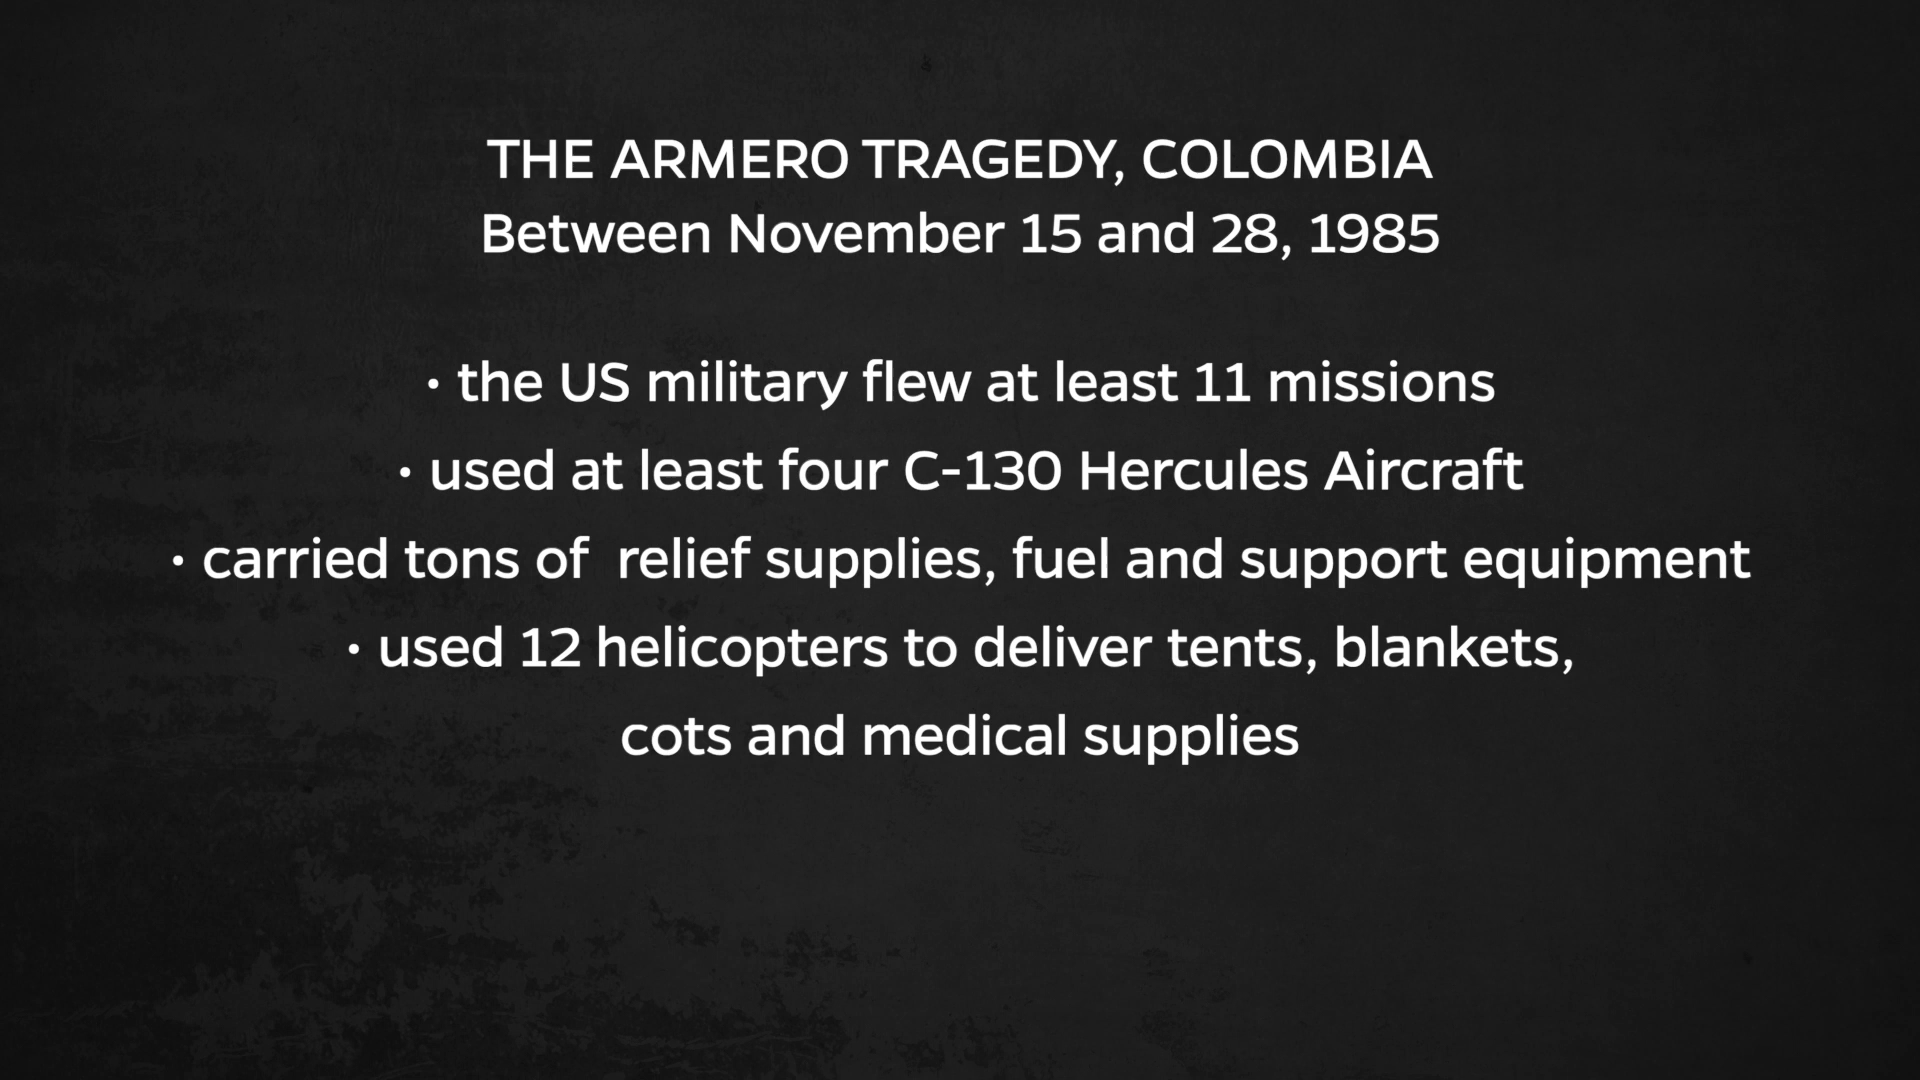 THE ARMERO TRAGEDY, COLOMBIA
Between November 15 and 28, 1985
• the US military flew at least 11 missions
• used at least four C-130 Hercules Aircraft
• carried tons of  relief supplies, fuel and support equipment
• used 12 helicopters to deliver tents, blankets,
cots and medical supplies